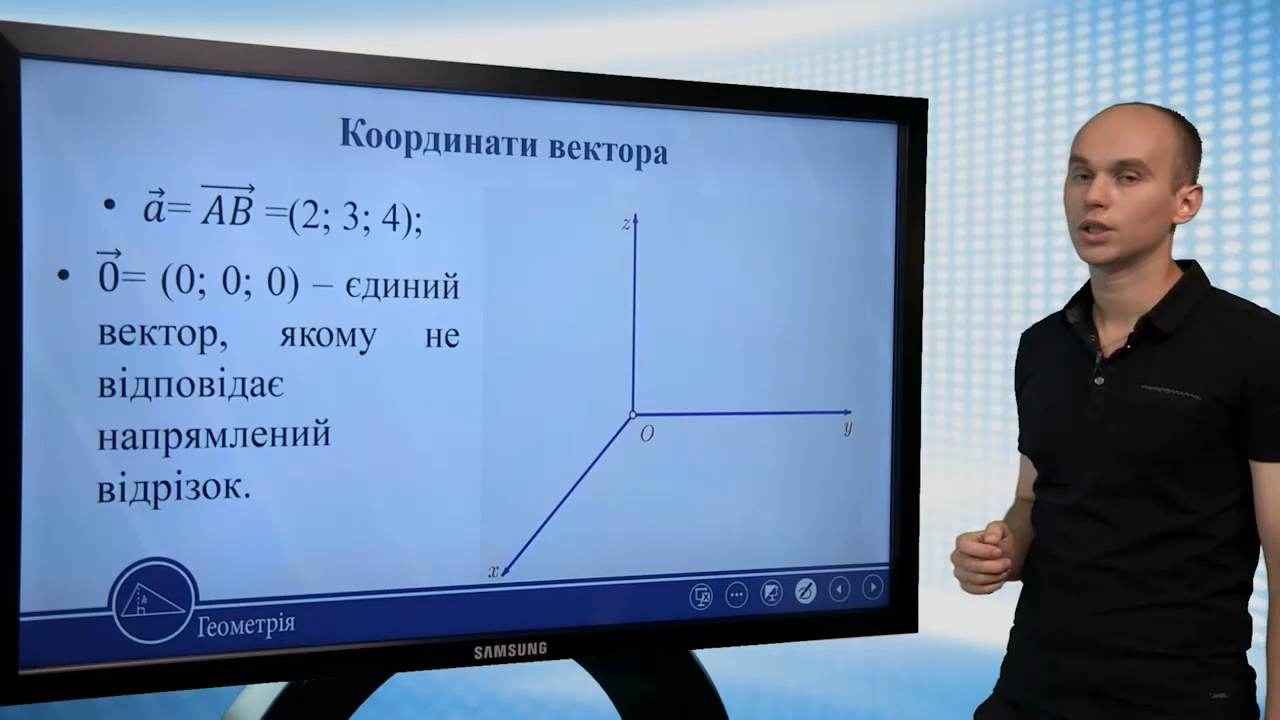 Координати вектора
• a⃗= AB⃗ =(2; 3; 4);
• 0⃗= (0; 0; 0) – єдиний
вектор, якому не
відповідає
напрямлений
відрізок.
z
O
y
x
h
Геометрія
SAMSUNG